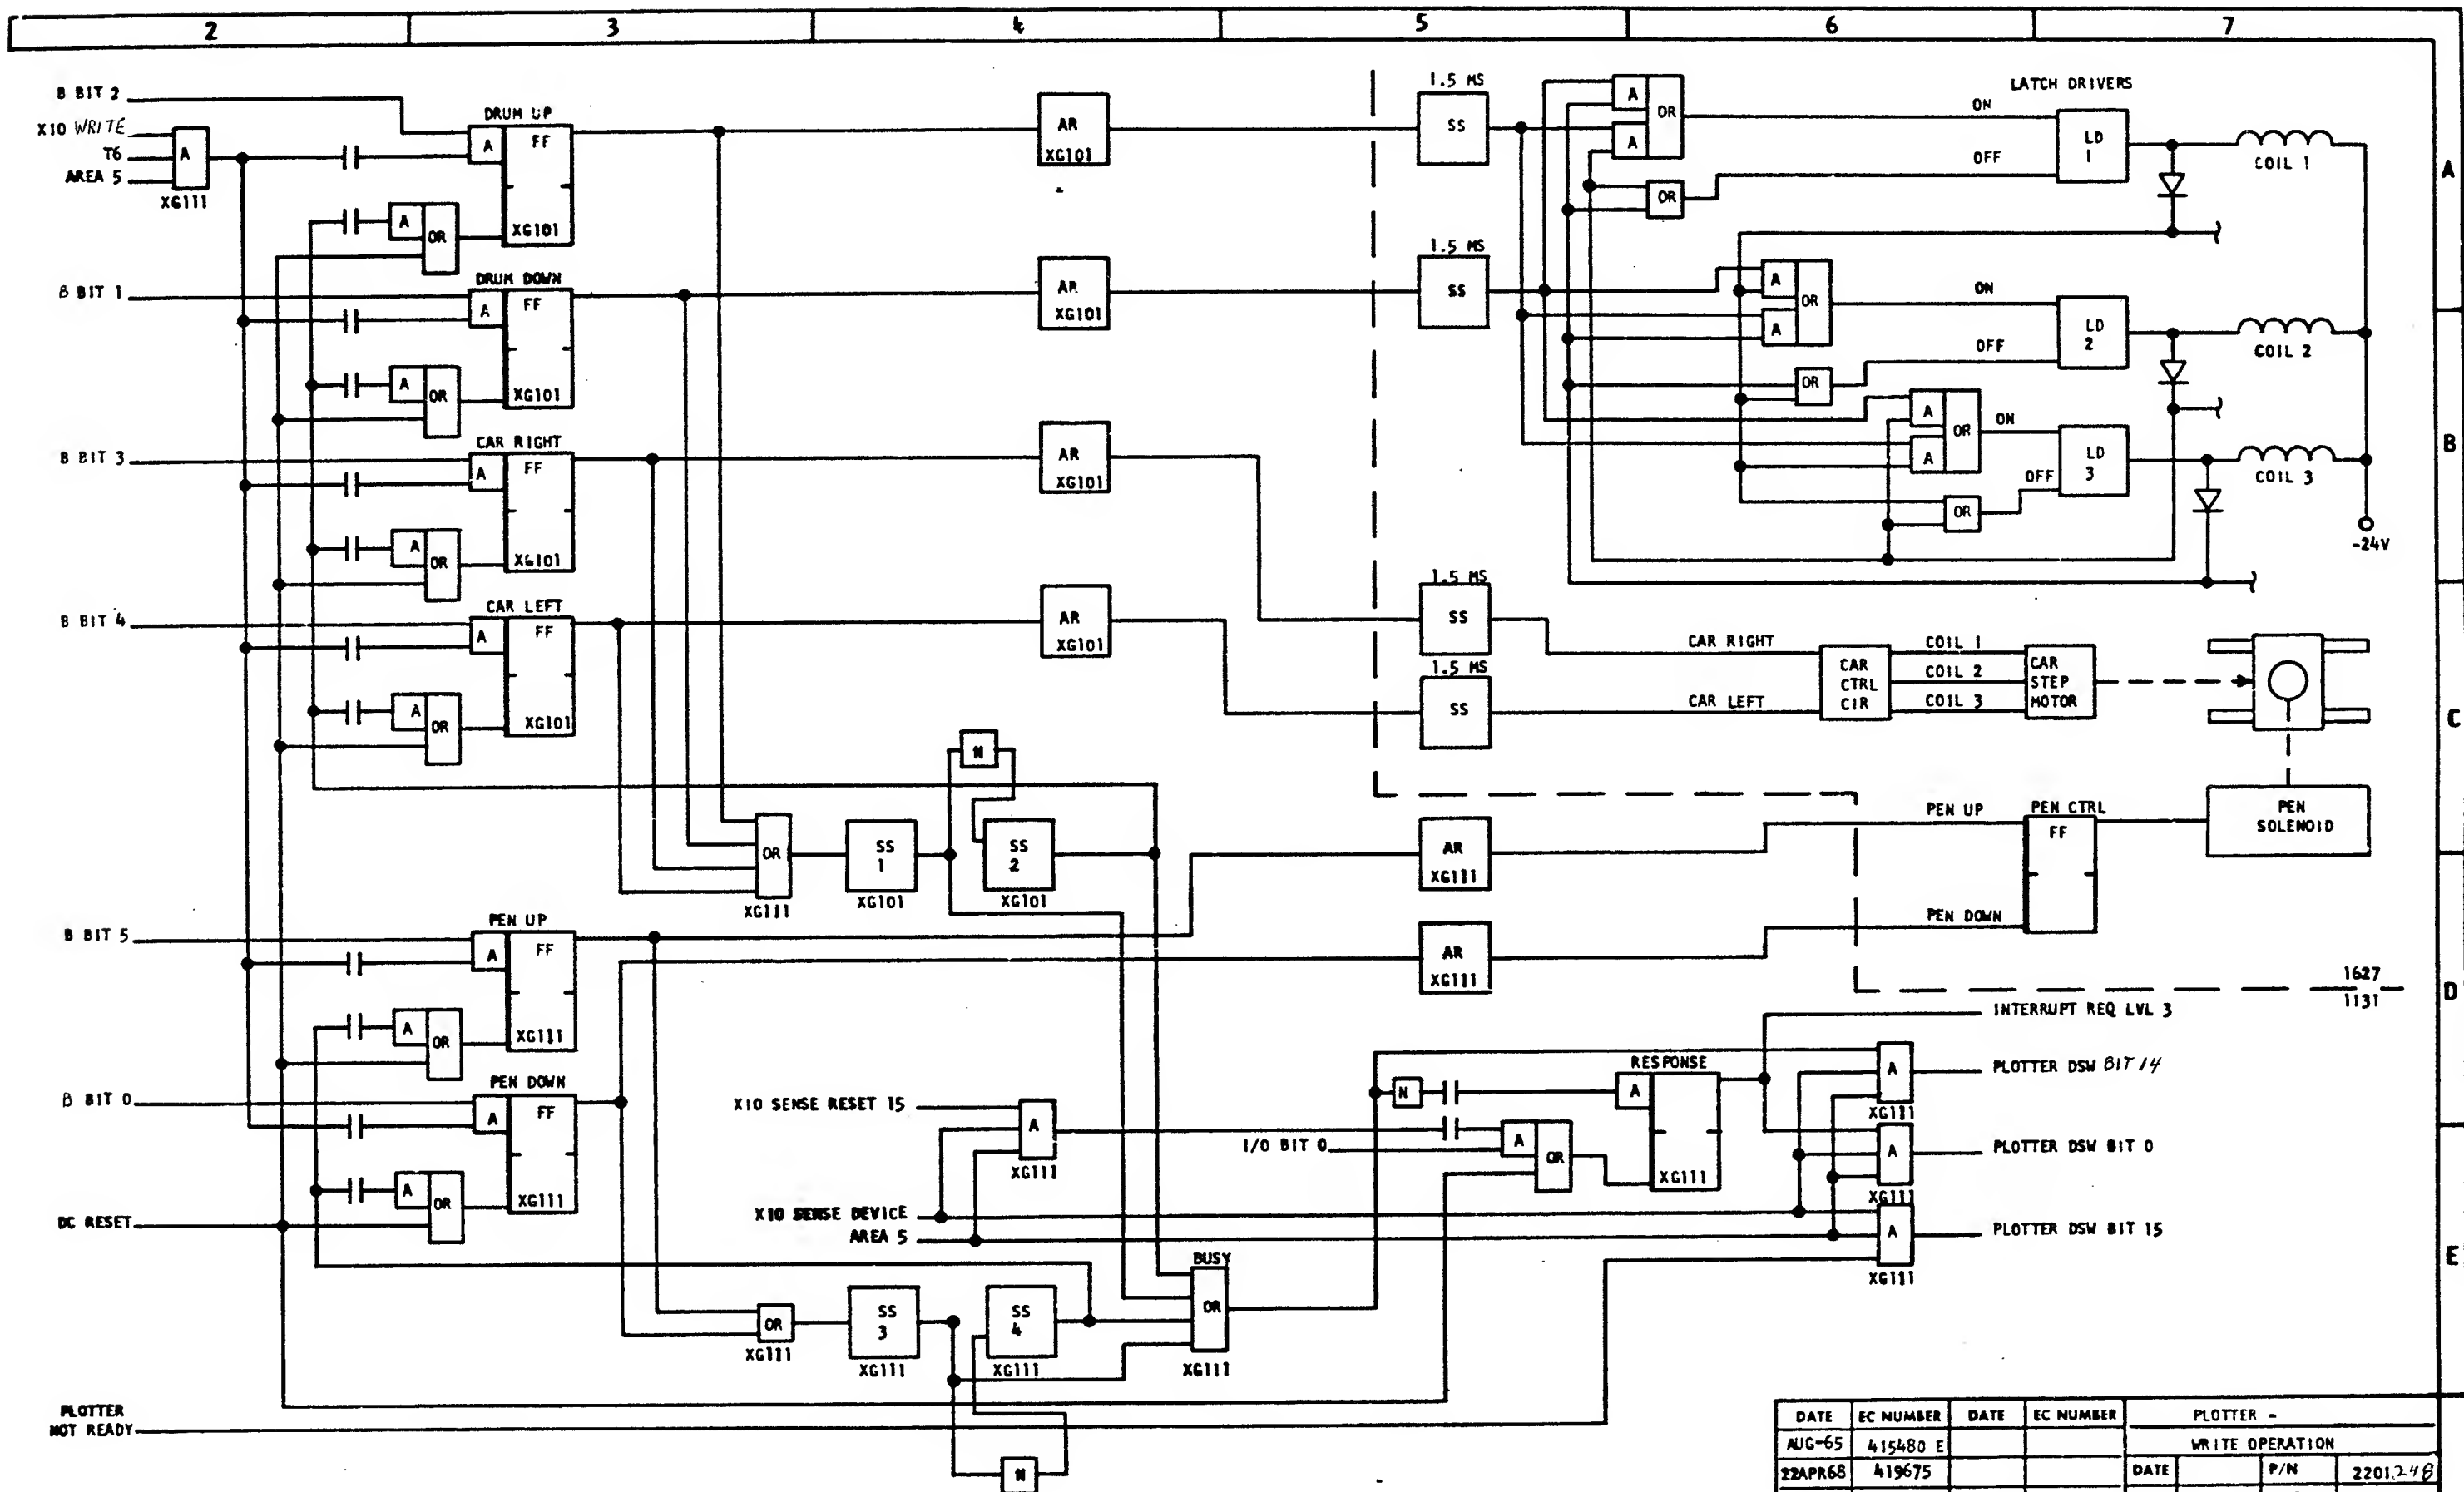 2 3 4 5 6 7
B BIT 2
X10 WRITE
T6
AREA 5
A
XG111
DRUM UP
A FF
XG101
A OR
AR
XG101
1.5 MS
SS
A
A
OR
OR
LATCH DRIVERS
ON
OFF
LD
1
COIL 1
A
B BIT 1
DRUM DOWN
A FF
XG101
A OR
AR
XG101
1.5 MS
SS
A
A
OR
OR
ON
OFF
LD
2
COIL 2
B BIT 3
CAR RIGHT
A FF
XG101
A OR
AR
XG101
A
A
OR
OR
ON
OFF
LD
3
COIL 3
-24V
B
B BIT 4
CAR LEFT
A FF
XG101
A OR
AR
XG101
1.5 MS
SS
1.5 MS
SS
CAR RIGHT
CAR LEFT
CAR
CTRL
CIR
COIL 1
COIL 2
COIL 3
CAR
STEP
MOTOR
C
N
OR
XG111
SS
1
XG101
SS
2
XG101
AR
XG111
PEN UP
PEN CTRL
FF
PEN
SOLENOID
B BIT 5
PEN UP
A FF
XG111
A OR
AR
XG111
PEN DOWN
1627
1131
D
B BIT 0
PEN DOWN
A FF
XG111
A OR
DC RESET
X10 SENSE RESET 15
A
XG111
I/O BIT 0
N
A
OR
RESPONSE
A
XG111
INTERRUPT REQ LVL 3
A
XG111
PLOTTER DSW BIT 14
A
XG111
PLOTTER DSW BIT 0
A
XG111
PLOTTER DSW BIT 15
X10 SENSE DEVICE
AREA 5
E
BUSY
OR
XG111
OR
XG111
SS
3
XG111
SS
4
XG111
N
PLOTTER
NOT READY
DATE EC NUMBER DATE EC NUMBER PLOTTER -
AUG-65 415480 E WRITE OPERATION
22APR68 419675 DATE P/N 2201248